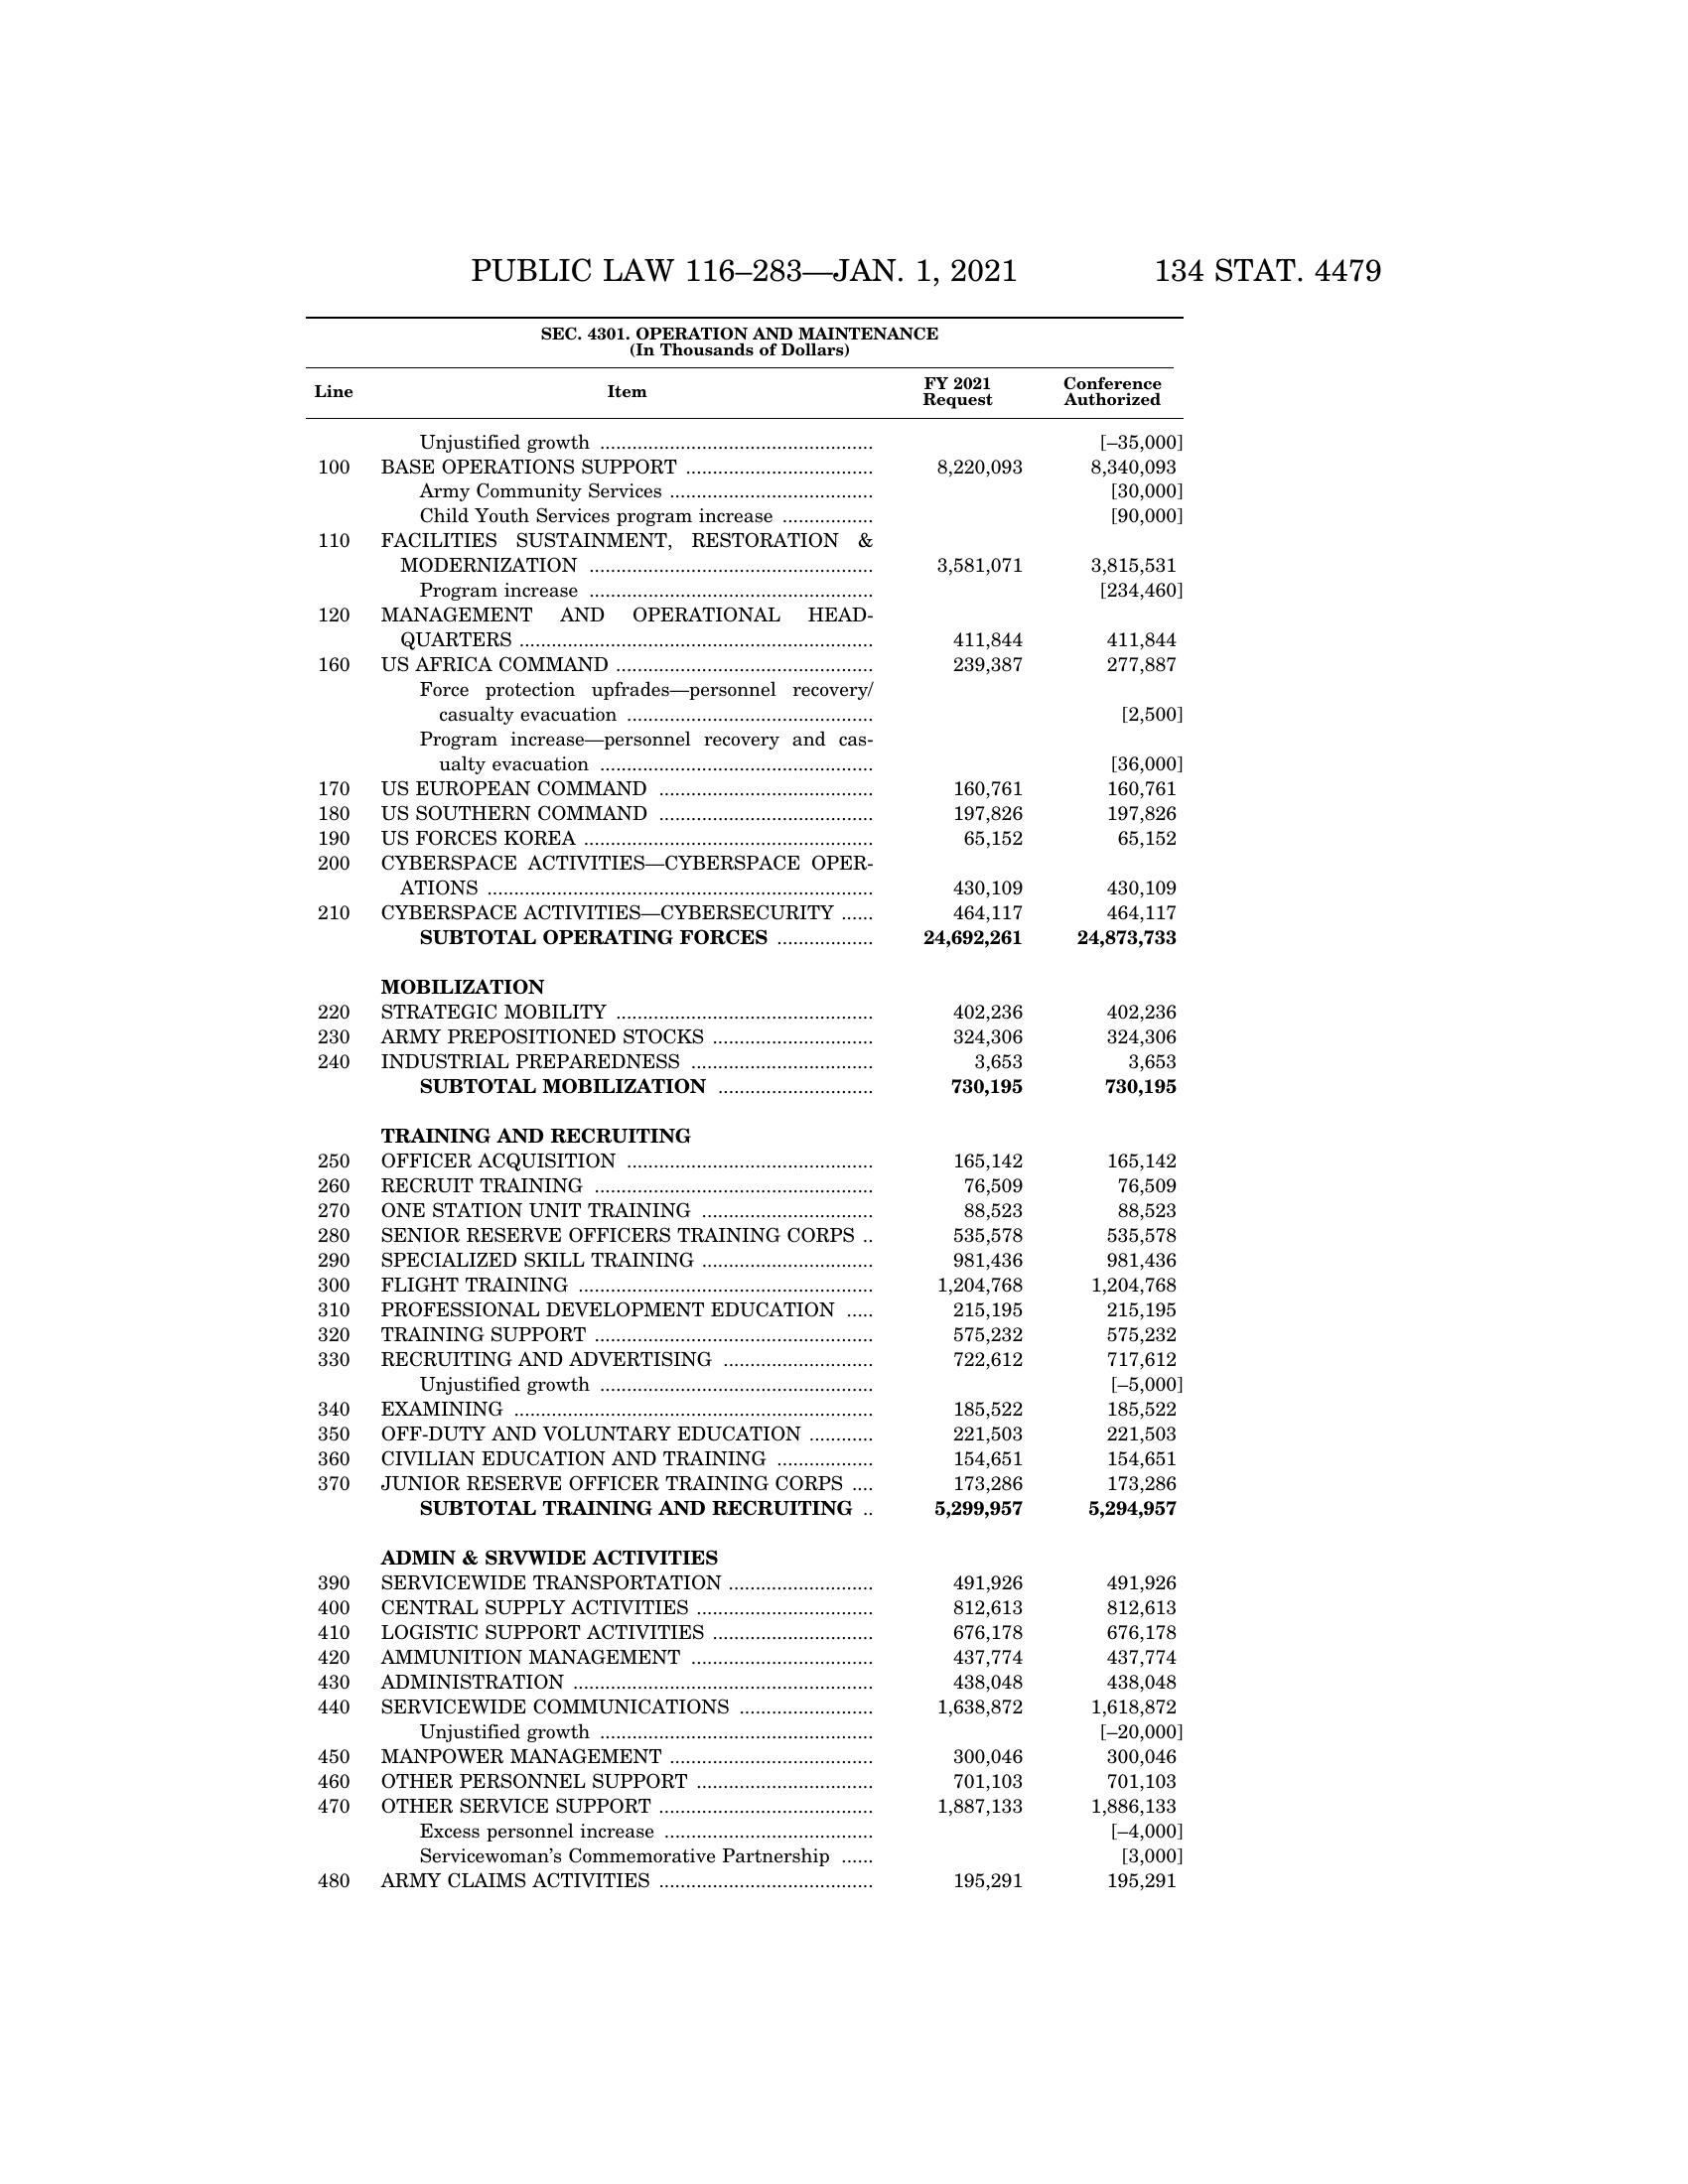 PUBLIC LAW 116–283—JAN. 1, 2021 134 STAT. 4479
SEC. 4301. OPERATION AND MAINTENANCE
(In Thousands of Dollars)
Line Item FY 2021 Request Conference Authorized
Unjustified growth ................................................... [–35,000]
100 BASE OPERATIONS SUPPORT ................................... 8,220,093 8,340,093
Army Community Services ...................................... [30,000]
Child Youth Services program increase ................. [90,000]
110 FACILITIES SUSTAINMENT, RESTORATION &
MODERNIZATION ..................................................... 3,581,071 3,815,531
Program increase ..................................................... [234,460]
120 MANAGEMENT AND OPERATIONAL HEAD-
QUARTERS .................................................................. 411,844 411,844
160 US AFRICA COMMAND ................................................ 239,387 277,887
Force protection upfrades—personnel recovery/
casualty evacuation .............................................. [2,500]
Program increase—personnel recovery and cas-
ualty evacuation ................................................... [36,000]
170 US EUROPEAN COMMAND ........................................ 160,761 160,761
180 US SOUTHERN COMMAND ........................................ 197,826 197,826
190 US FORCES KOREA ...................................................... 65,152 65,152
200 CYBERSPACE ACTIVITIES—CYBERSPACE OPER-
ATIONS ........................................................................ 430,109 430,109
210 CYBERSPACE ACTIVITIES—CYBERSECURITY ...... 464,117 464,117
SUBTOTAL OPERATING FORCES .................. 24,692,261 24,873,733
MOBILIZATION
220 STRATEGIC MOBILITY ................................................ 402,236 402,236
230 ARMY PREPOSITIONED STOCKS .............................. 324,306 324,306
240 INDUSTRIAL PREPAREDNESS .................................. 3,653 3,653
SUBTOTAL MOBILIZATION ............................. 730,195 730,195
TRAINING AND RECRUITING
250 OFFICER ACQUISITION .............................................. 165,142 165,142
260 RECRUIT TRAINING .................................................... 76,509 76,509
270 ONE STATION UNIT TRAINING ................................ 88,523 88,523
280 SENIOR RESERVE OFFICERS TRAINING CORPS .. 535,578 535,578
290 SPECIALIZED SKILL TRAINING ................................ 981,436 981,436
300 FLIGHT TRAINING ....................................................... 1,204,768 1,204,768
310 PROFESSIONAL DEVELOPMENT EDUCATION ..... 215,195 215,195
320 TRAINING SUPPORT .................................................... 575,232 575,232
330 RECRUITING AND ADVERTISING ............................ 722,612 717,612
Unjustified growth ................................................... [–5,000]
340 EXAMINING ................................................................... 185,522 185,522
350 OFF-DUTY AND VOLUNTARY EDUCATION ............ 221,503 221,503
360 CIVILIAN EDUCATION AND TRAINING .................. 154,651 154,651
370 JUNIOR RESERVE OFFICER TRAINING CORPS .... 173,286 173,286
SUBTOTAL TRAINING AND RECRUITING .. 5,299,957 5,294,957
ADMIN & SRVWIDE ACTIVITIES
390 SERVICEWIDE TRANSPORTATION ........................... 491,926 491,926
400 CENTRAL SUPPLY ACTIVITIES ................................. 812,613 812,613
410 LOGISTIC SUPPORT ACTIVITIES .............................. 676,178 676,178
420 AMMUNITION MANAGEMENT .................................. 437,774 437,774
430 ADMINISTRATION ........................................................ 438,048 438,048
440 SERVICEWIDE COMMUNICATIONS ......................... 1,638,872 1,618,872
Unjustified growth ................................................... [–20,000]
450 MANPOWER MANAGEMENT ...................................... 300,046 300,046
460 OTHER PERSONNEL SUPPORT ................................. 701,103 701,103
470 OTHER SERVICE SUPPORT ........................................ 1,887,133 1,886,133
Excess personnel increase ....................................... [–4,000]
Servicewoman’s Commemorative Partnership ...... [3,000]
480 ARMY CLAIMS ACTIVITIES ........................................ 195,291 195,291